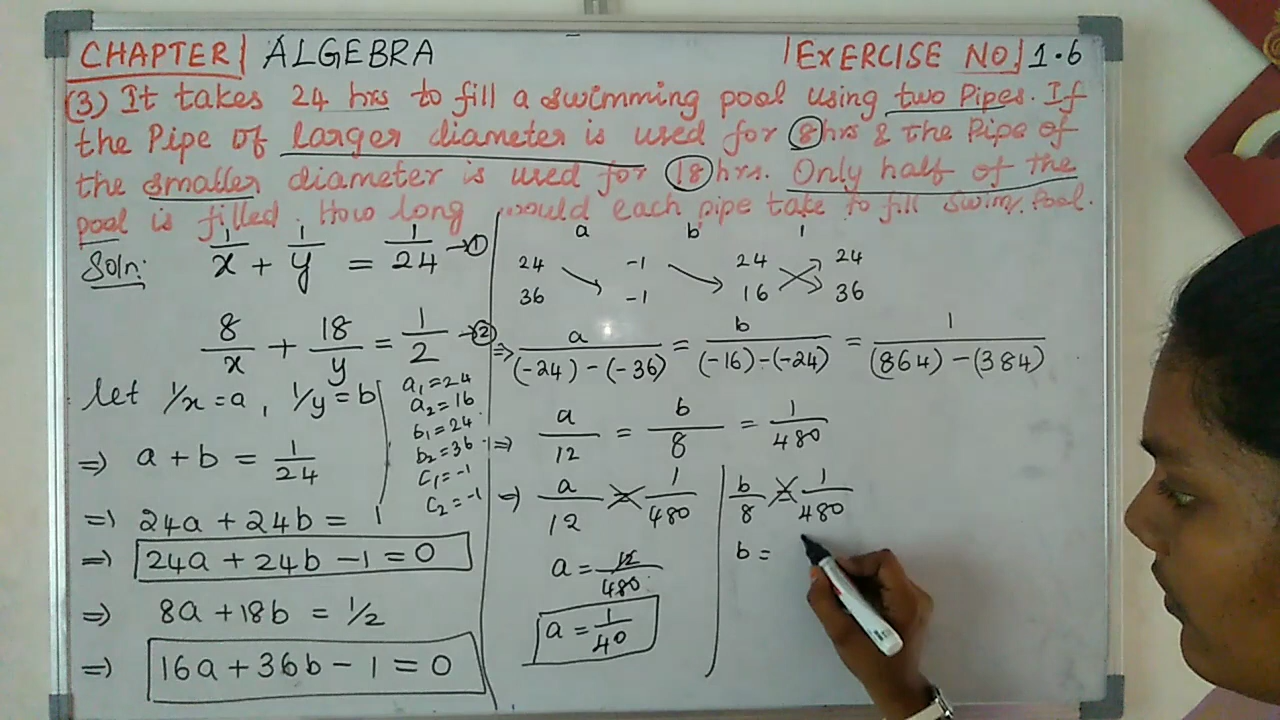 CHAPTER | ALGEBRA | EXERCISE NO | 1.6
(3) It takes 24 hrs to fill a swimming pool using two Pipes. If
the Pipe of larger diameter is used for 8hrs & the Pipe of
the smaller diameter is used for 18 hrs. Only half of the
pool is filled. How long would each pipe take to fill swim. Pool.
Soln: 1/x + 1/y = 1/24 → ①
8/x + 18/y = 1/2 → ②
let 1/x = a, 1/y = b
⇒ a + b = 1/24
⇒ 24a + 24b = 1
⇒ 24a + 24b - 1 = 0
⇒ 8a + 18b = 1/2
⇒ 16a + 36b - 1 = 0
a₁ = 24
a₂ = 16
b₁ = 24
b₂ = 36
c₁ = -1
c₂ = -1
a b 1
24 -1 24 24
36 -1 16 36
⇒ a/(-24) - (-36) = b/(-16) - (-24) = 1/(864) - (384)
⇒ a/12 = b/8 = 1/480
⇒ a/12 = 1/480
a = 12/480
a = 1/40
b/8 = 1/480
b =